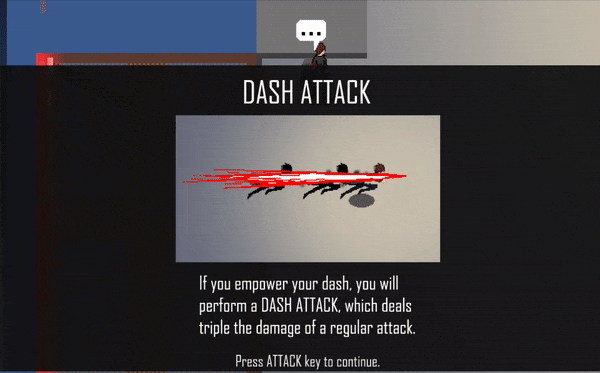 ...
DASH ATTACK
If you empower your dash, you will
perform a DASH ATTACK, which deals
triple the damage of a regular attack.
Press ATTACK key to continue.